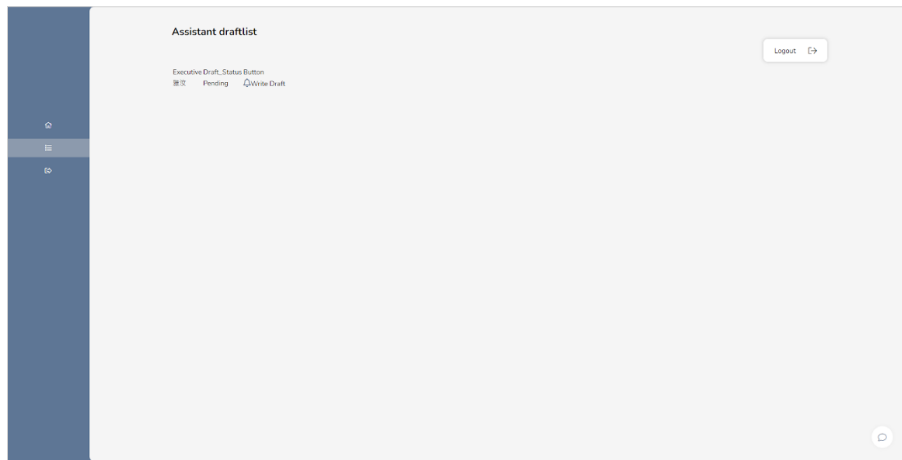 Assistant draftlist
Logout
Executive Draft_Status Button
Pending Write Draft